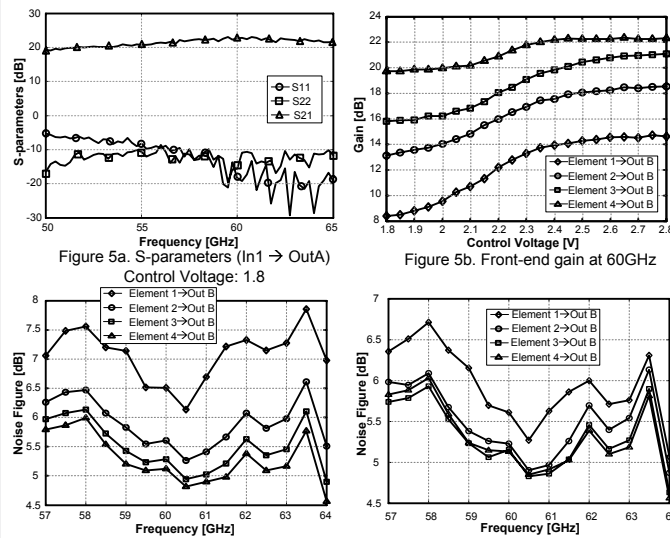 30
20
10
0
-10
-20
-30
S-parameters [dB]
S11
S22
S21
50
55
60
65
Frequency [GHz]
Figure 5a. S-parameters (In1 → OutA)
24
22
20
18
16
14
12
10
8
Gain [dB]
Element 1→Out B
Element 2→Out B
Element 3→Out B
Element 4→Out B
1.8
1.9
2
2.1
2.2
2.3
2.4
2.5
2.6
2.7
2.8
Control Voltage [V]
Figure 5b. Front-end gain at 60GHz
Control Voltage: 1.8
8
7.5
7
6.5
6
5.5
5
4.5
Noise Figure [dB]
Element 1→Out B
Element 2→Out B
Element 3→Out B
Element 4→Out B
57
58
59
60
61
62
63
64
Frequency [GHz]
7
6.5
6
5.5
5
4.5
Noise Figure [dB]
Element 1→Out B
Element 2→Out B
Element 3→Out B
Element 4→Out B
57
58
59
60
61
62
63
Frequency [GHz]